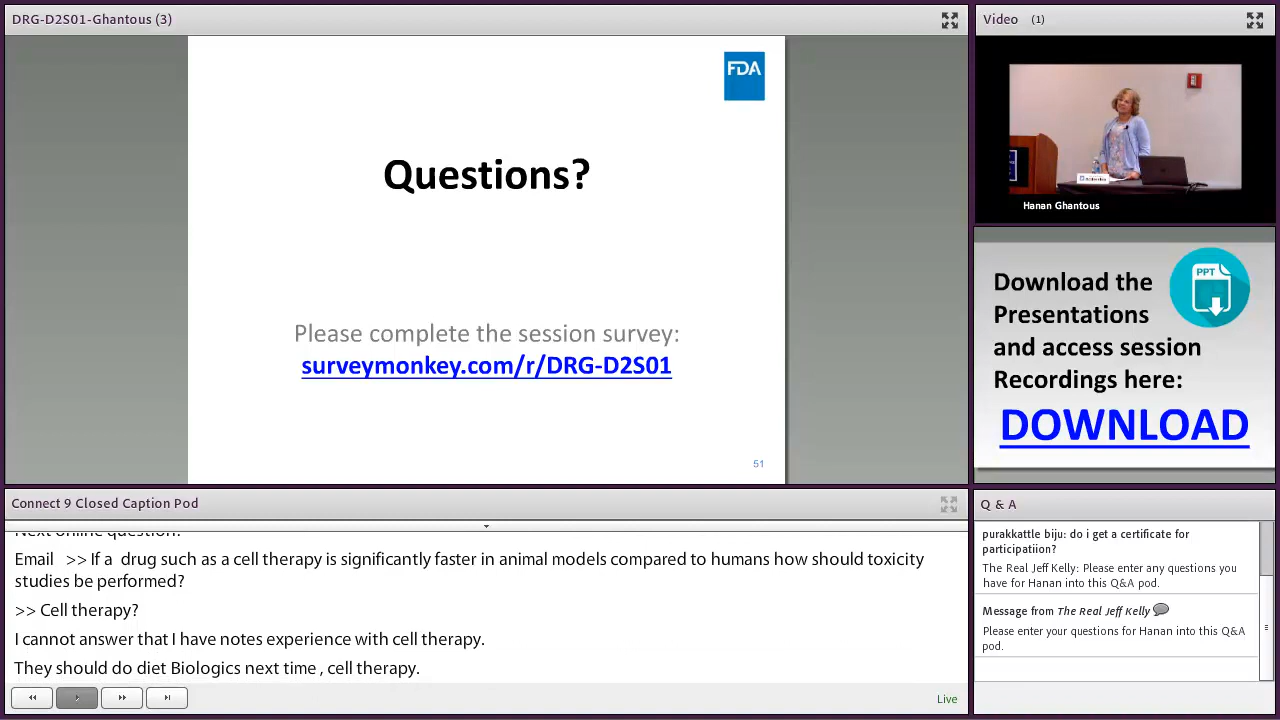 DRG-D2S01-Ghantous (3)
FDA
Questions?
Please complete the session survey:
surveymonkey.com/r/DRG-D2S01
51
Video (1)
Hanan Ghantous
Download the
Presentations
and access session
Recordings here:
DOWNLOAD
PPT
Connect 9 Closed Caption Pod
Next online question?
Email >> If a drug such as a cell therapy is significantly faster in animal models compared to humans how should toxicity
studies be performed?
>> Cell therapy?
I cannot answer that I have notes experience with cell therapy.
They should do diet Biologics next time , cell therapy.
Live
Q & A
purakkattle biju: do i get a certificate for
participatiion?
The Real Jeff Kelly: Please enter any questions you
have for Hanan into this Q&A pod.
Message from The Real Jeff Kelly
Please enter your questions for Hanan into this Q&A
pod.